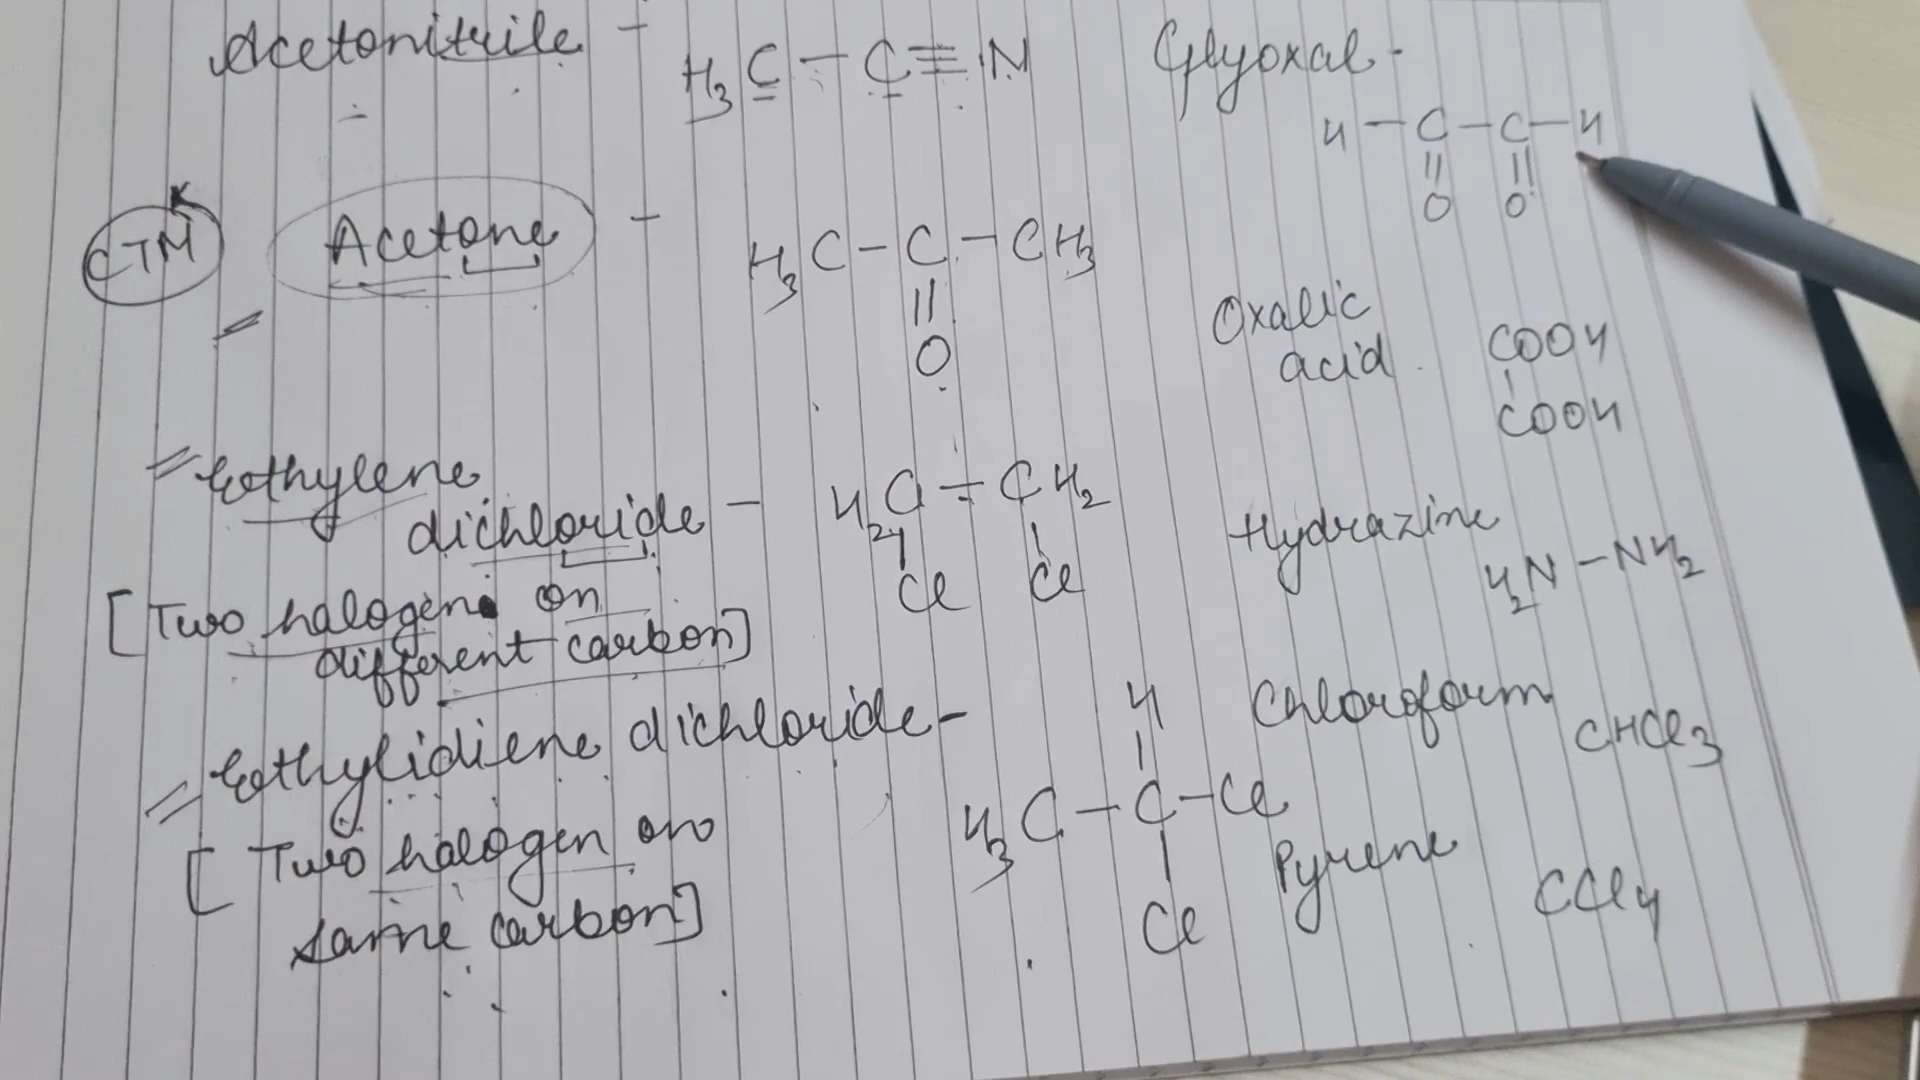 Acetonitrile - H3C - C ≡ N
CTM
Acetone - H3C - C - CH3
||
O
Ethylene
dichloride - H2C - CH2
Cl Cl
[Two halogen on
different carbon]
Ethylidiene dichloride -
H
H3C - C - Cl
Cl
[Two halogen on
same carbon]
Glyoxal -
H - C - C - H
|| ||
O O
Oxalic
acid
COOH
COOH
Hydrazine
H2N - NH2
Chloroform
CHCl3
Pyrene
CCl4